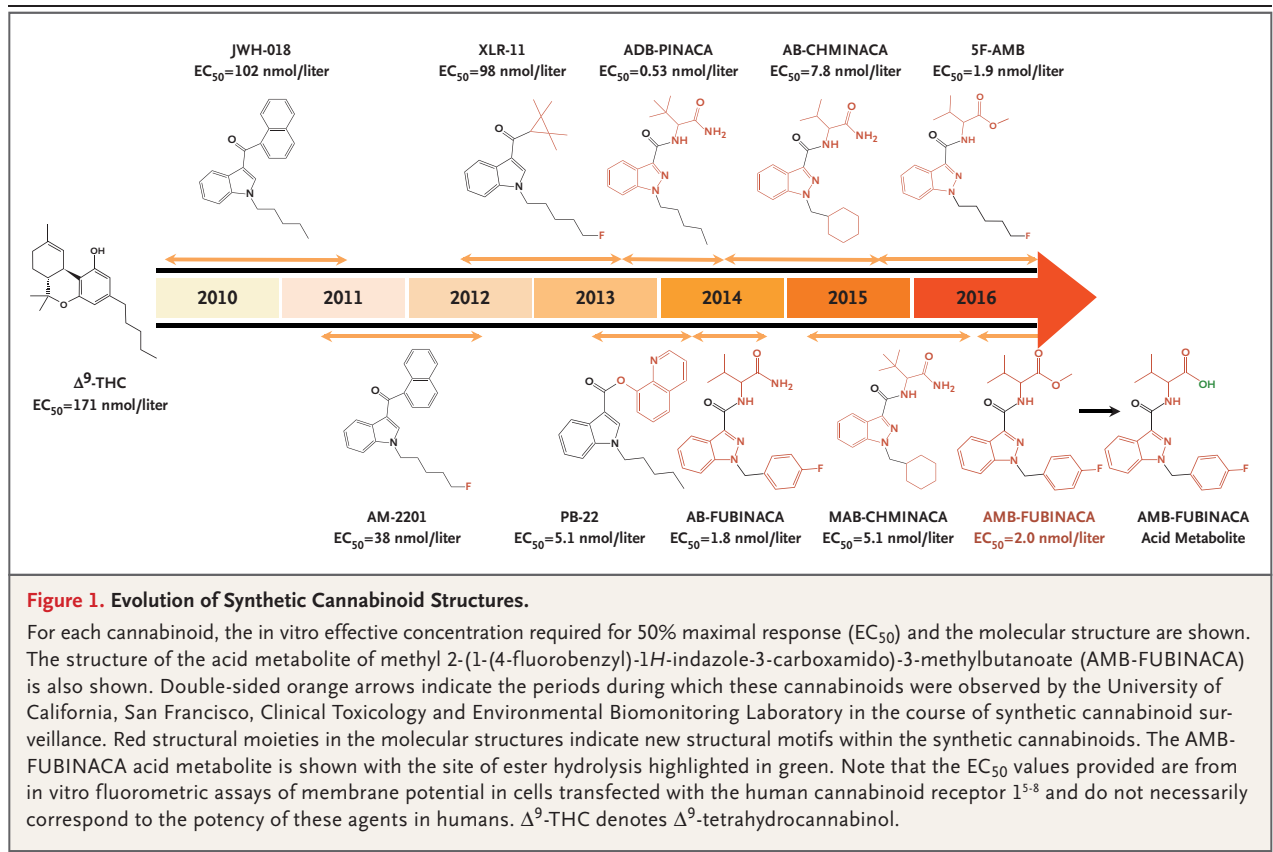 JWH-018
EC50=102 nmol/liter
XLR-11
EC50=98 nmol/liter
ADB-PINACA
EC50=0.53 nmol/liter
AB-CHMINACA
EC50=7.8 nmol/liter
5F-AMB
EC50=1.9 nmol/liter
O
N
O
N
F
O
NH2
O
NH
N
N
O
NH2
O
NH
N
N
O
O
O
NH
N
N
F
OH
O
Δ9-THC
EC50=171 nmol/liter
2010
2011
2012
2013
2014
2015
2016
O
N
F
O
O
N
N
O
NH2
O
NH
N
N
F
O
NH2
O
NH
N
N
O
O
O
NH
N
N
F
O
OH
O
NH
N
N
F
AM-2201
EC50=38 nmol/liter
PB-22
EC50=5.1 nmol/liter
AB-FUBINACA
EC50=1.8 nmol/liter
MAB-CHMINACA
EC50=5.1 nmol/liter
AMB-FUBINACA
EC50=2.0 nmol/liter
AMB-FUBINACA
Acid Metabolite
Figure 1. Evolution of Synthetic Cannabinoid Structures.
For each cannabinoid, the in vitro effective concentration required for 50% maximal response (EC50) and the molecular structure are shown.
The structure of the acid metabolite of methyl 2-(1-(4-fluorobenzyl)-1H-indazole-3-carboxamido)-3-methylbutanoate (AMB-FUBINACA)
is also shown. Double-sided orange arrows indicate the periods during which these cannabinoids were observed by the University of
California, San Francisco, Clinical Toxicology and Environmental Biomonitoring Laboratory in the course of synthetic cannabinoid sur-
veillance. Red structural moieties in the molecular structures indicate new structural motifs within the synthetic cannabinoids. The AMB-
FUBINACA acid metabolite is shown with the site of ester hydrolysis highlighted in green. Note that the EC50 values provided are from
in vitro fluorometric assays of membrane potential in cells transfected with the human cannabinoid receptor 15-8 and do not necessarily
correspond to the potency of these agents in humans. Δ9-THC denotes Δ9-tetrahydrocannabinol.